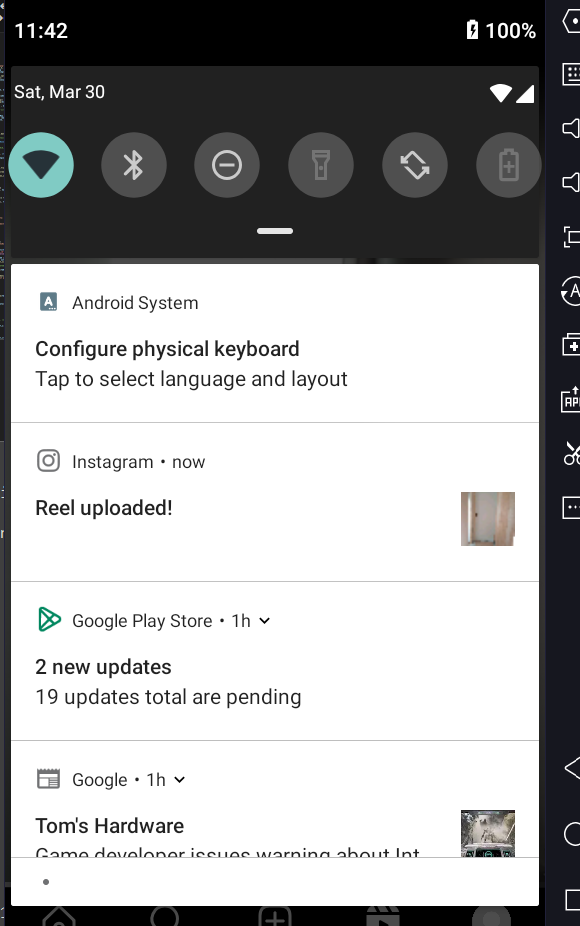 11:42
100%
Sat, Mar 30
Android System
Configure physical keyboard
Tap to select language and layout
Instagram • now
Reel uploaded!
Google Play Store • 1h
2 new updates
19 updates total are pending
Google • 1h
Tom's Hardware
Game developer issues warning about Int